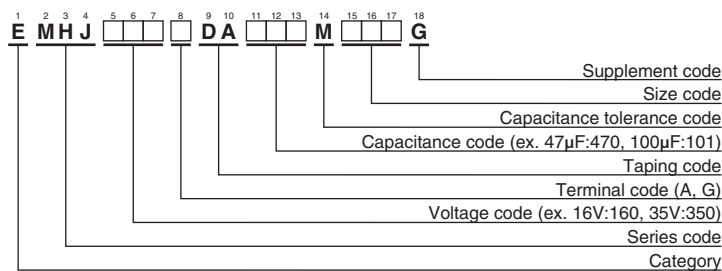 1 2 3 4 5 6 7 8 9 10 11 12 13 14 15 16 17 18
E M H J D A M G
Supplement code
Size code
Capacitance tolerance code
Capacitance code (ex. 47µF:470, 100µF:101)
Taping code
Terminal code (A, G)
Voltage code (ex. 16V:160, 35V:350)
Series code
Category